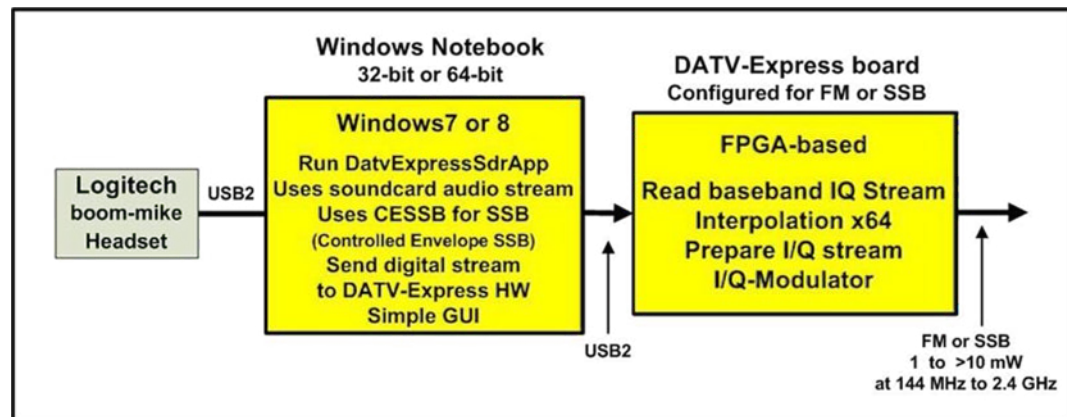 Windows Notebook
32-bit or 64-bit
DATV-Express board
Configured for FM or SSB
Logitech
boom-mike
Headset
USB2
Windows7 or 8
Run DatvExpressSdrApp
Uses soundcard audio stream
Uses CESSB for SSB
(Controlled Envelope SSB)
Send digital stream
to DATV-Express HW
Simple GUI
USB2
FPGA-based
Read baseband IQ Stream
Interpolation x64
Prepare I/Q stream
I/Q-Modulator
FM or SSB
1 to >10 mW
at 144 MHz to 2.4 GHz